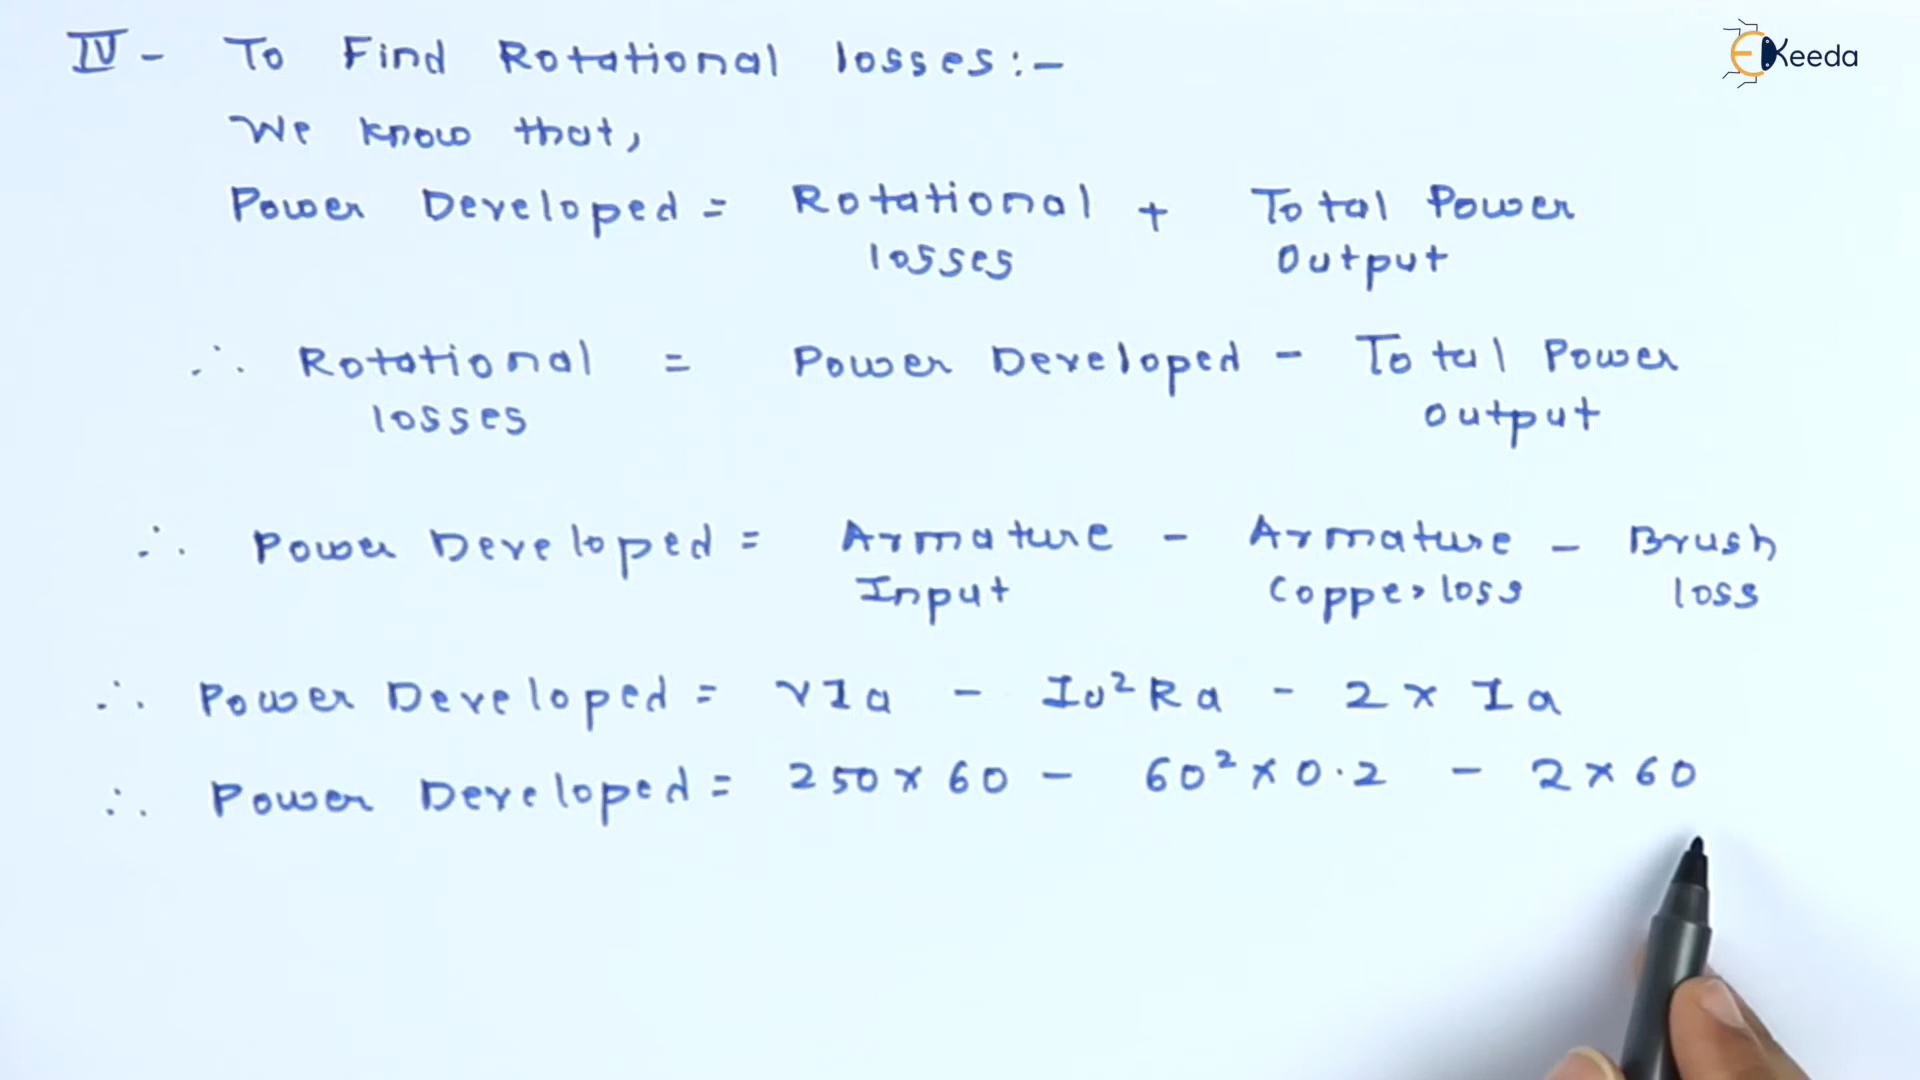 IV - To Find Rotational losses:-
EKeeda
We know that,
Power Developed = Rotational losses + Total Power Output
∴ Rotational losses = Power Developed - Total Power Output
∴ Power Developed = Armature Input - Armature Copper loss - Brush loss
∴ Power Developed = VIa - Ia²Ra - 2 × Ia
∴ Power Developed = 250 × 60 - 60² × 0.2 - 2 × 60